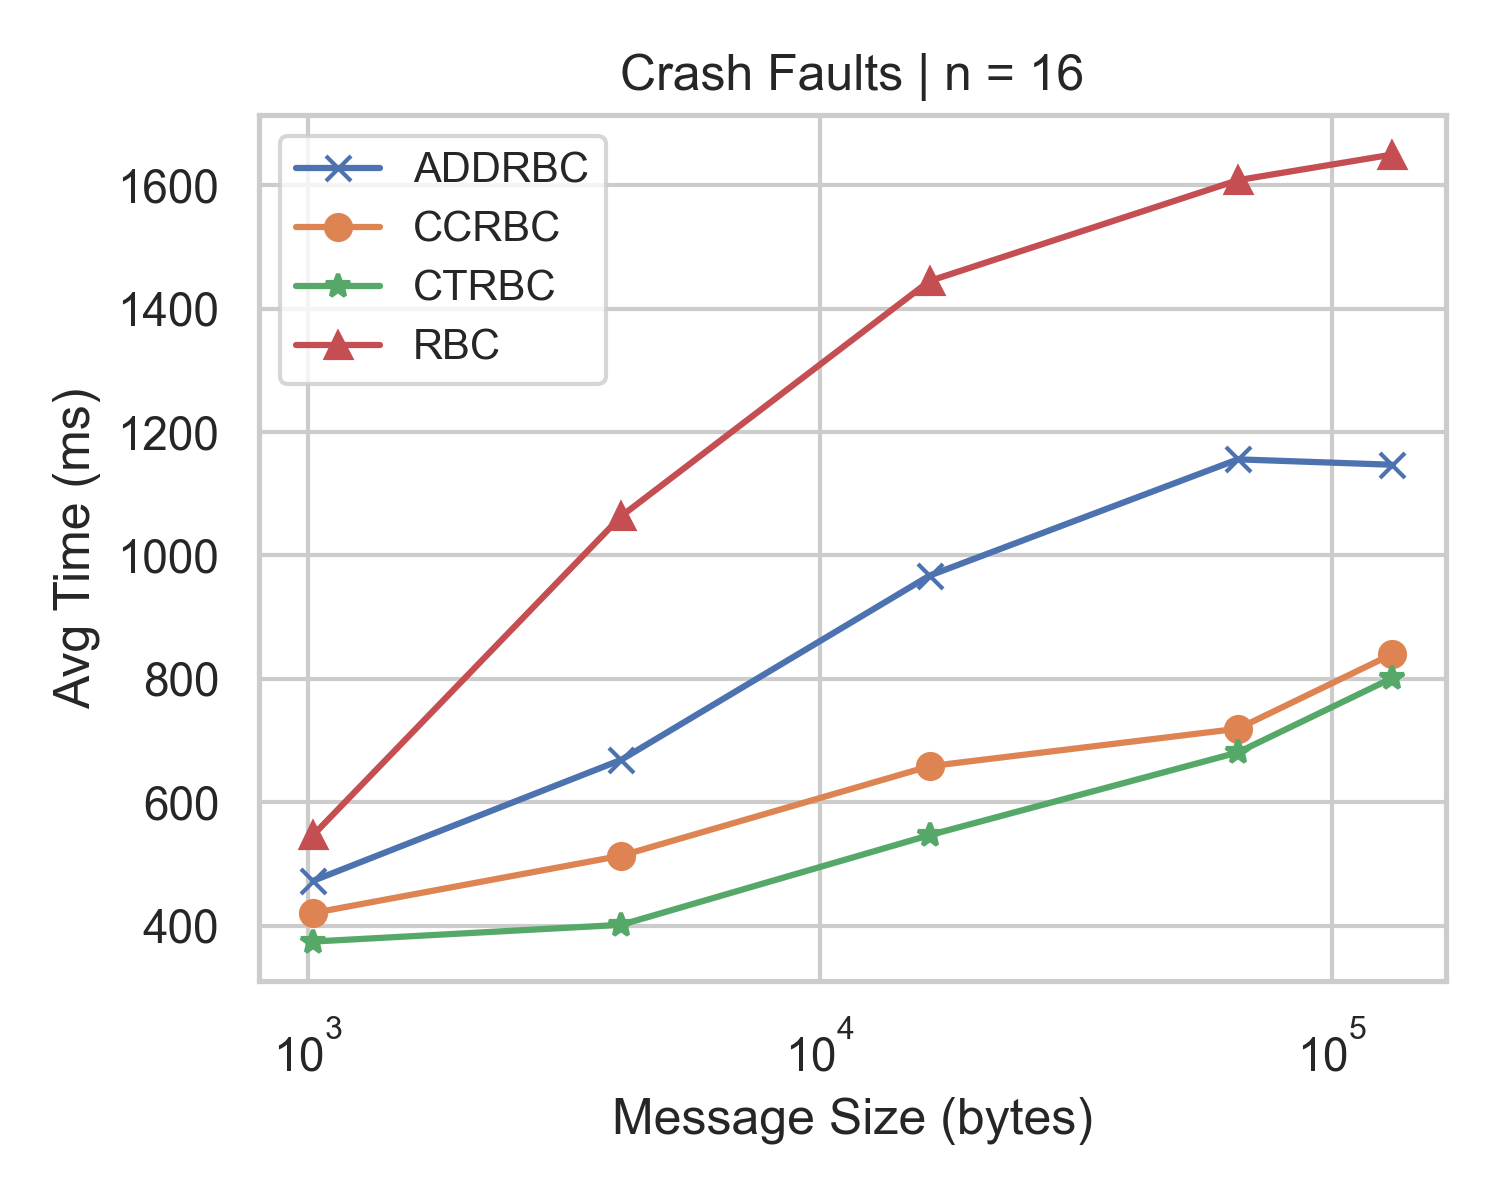 Crash Faults | n = 16
ADDRBC
CCRBC
CTRBC
RBC
Avg Time (ms)
1600
1400
1200
1000
800
600
400
10³
10⁴
10⁵
Message Size (bytes)